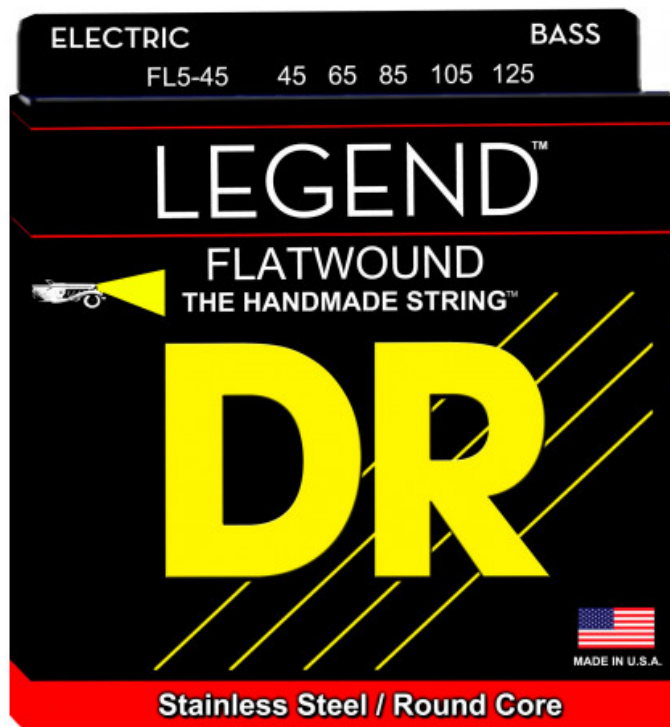 ELECTRIC BASS
FL5-45 45 65 85 105 125
LEGEND™
FLATWOUND
THE HANDMADE STRING™
DR
MADE IN U.S.A.
Stainless Steel / Round Core